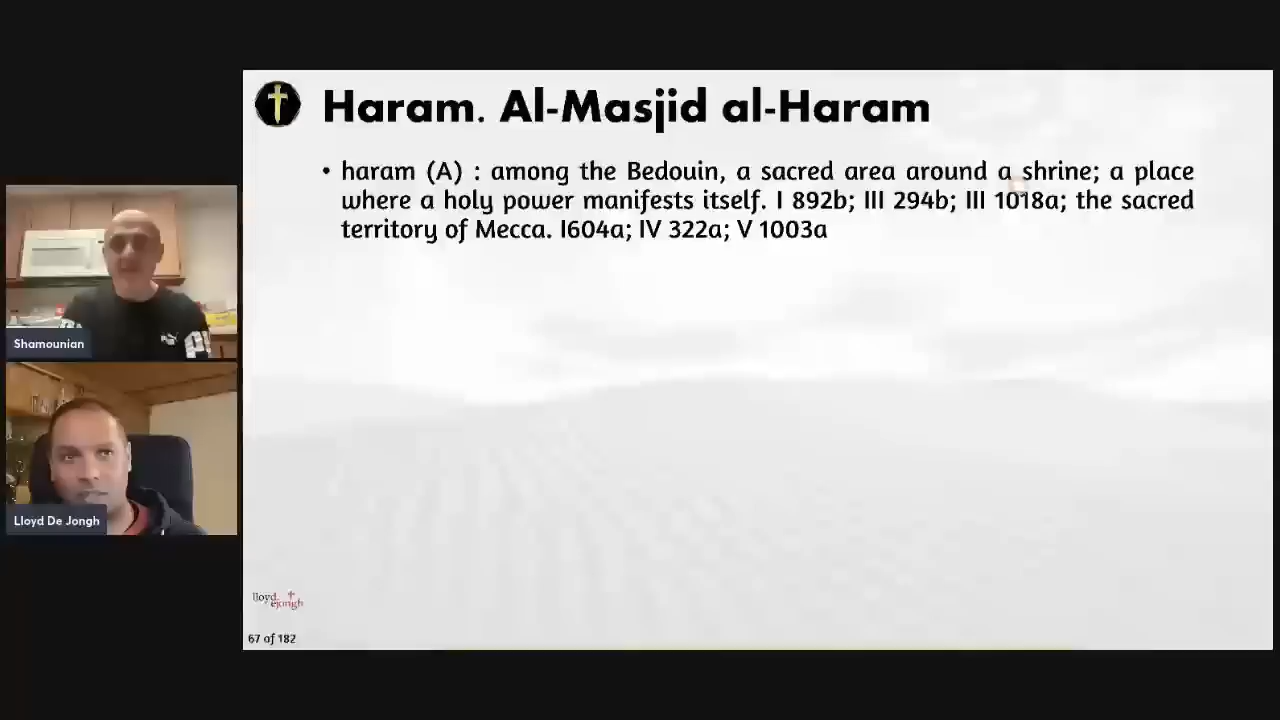 Haram. Al-Masjid al-Haram
• haram (A) : among the Bedouin, a sacred area around a shrine; a place
where a holy power manifests itself. I 892b; III 294b; III 1018a; the sacred
territory of Mecca. I604a; IV 322a; V 1003a
Shamounian
Lloyd De Jongh
lloyd
dejongh
67 of 182